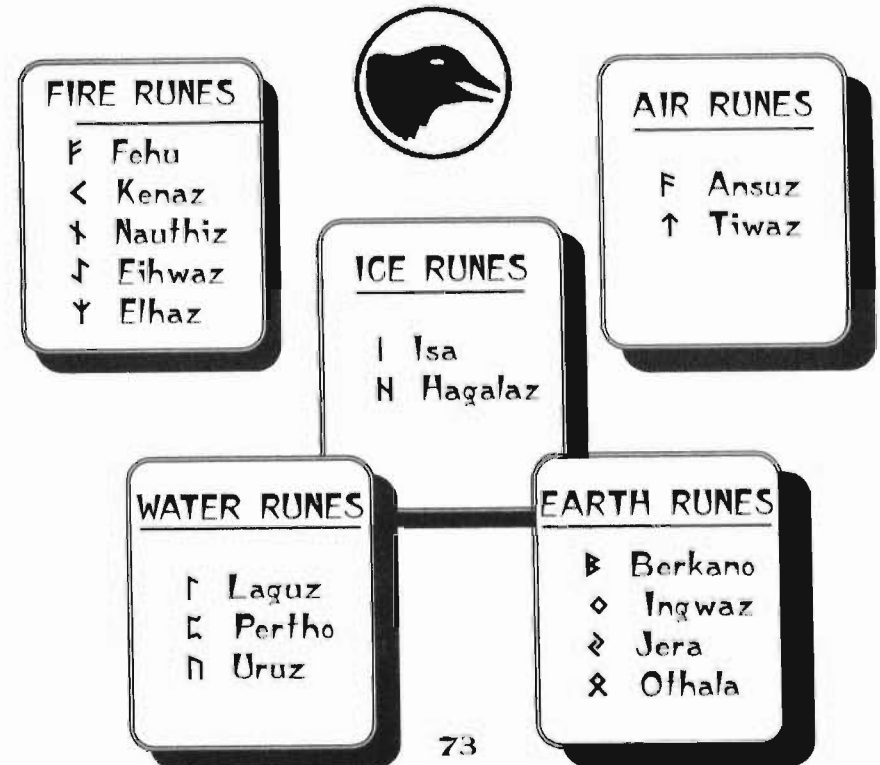 FIRE RUNES
ᚠ Fehu
ᚲ Kenaz
ᚾ Nauthiz
ᛇ Eihwaz
ᛉ Elhaz
AIR RUNES
ᚨ Ansuz
ᛏ Tiwaz
ICE RUNES
ᛁ Isa
ᚺ Hagalaz
WATER RUNES
ᛚ Laguz
ᛈ Pertho
ᚢ Uruz
EARTH RUNES
ᛒ Berkano
ᛜ Ingwaz
ᛃ Jera
ᛟ Othala
73